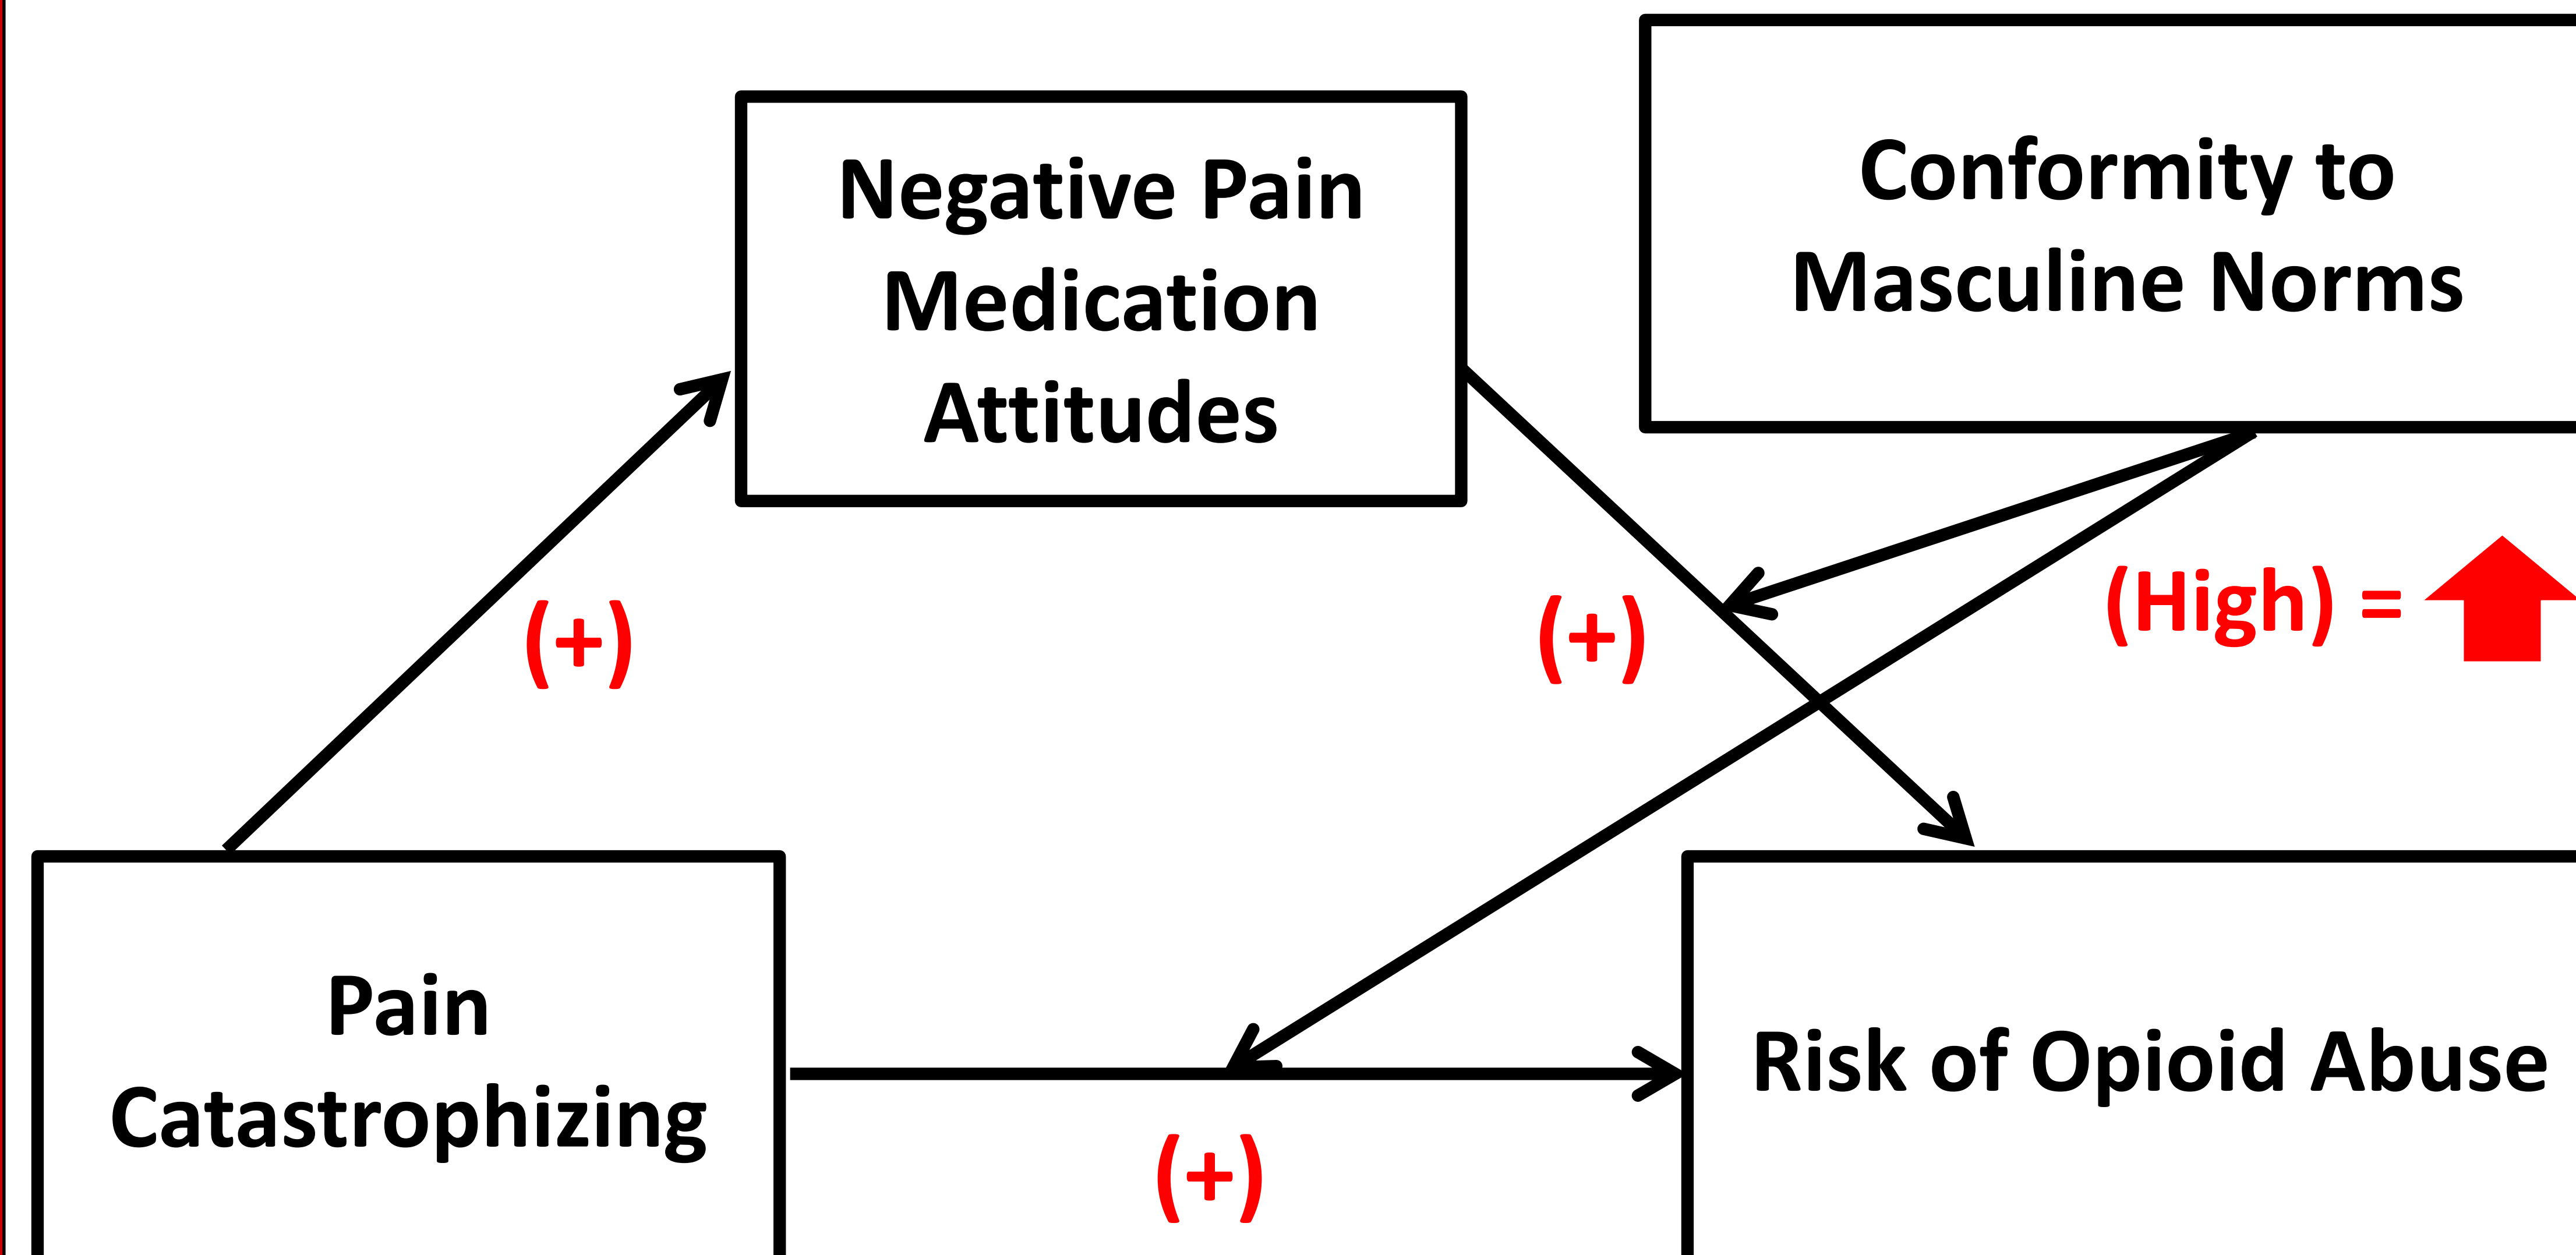 Negative Pain
Medication
Attitudes
Conformity to
Masculine Norms
(+)
(+)
(High) =
Pain
Catastrophizing
Risk of Opioid Abuse
(+)